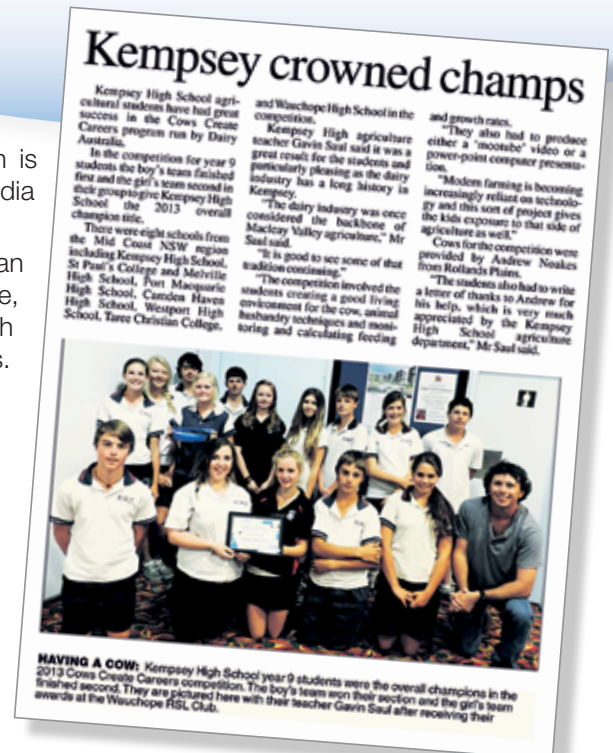 n is
dia
an
e,
h
s.
Kempsey crowned champs
Kempsey High School agri-
cultural students have had great
success in the Cows Create
Careers program run by Dairy
Australia.
In the competition for year 9
students the boy's team finished
first and the girl's team second in
their group to give Kempsey High
School the 2013 overall
champion title.
There were eight schools from
the Mid Coast NSW region
including Kempsey High School,
St Paul's College and Melville
High School, Port Macquarie
High School, Camden Haven
High School, Westport High
School, Taree Christian College,
and Wauchope High School in the
competition.
Kempsey High agriculture
teacher Gavin Saul said it was a
great result for the students and
particularly pleasing as the dairy
industry has a long history in
Kempsey.
"The dairy industry was once
considered the backbone of
Macleay Valley agriculture," Mr
Saul said.
"It is good to see some of that
tradition continuing."
"The competition involved the
students creating a good living
environment for the cow, animal
husbandry techniques and moni-
toring and calculating feeding
and growth rates.
"They also had to produce
either a "mootube" video or a
power-point computer presenta-
tion.
"Modern farming is becoming
increasingly reliant on technolo-
gy and this sort of project gives
the kids exposure to that side of
agriculture as well."
Cows for the competition were
provided by Andrew Noakes
from Rollands Plains.
"The students also had to write
a letter of thanks to Andrew for
his help, which is very much
appreciated by the Kempsey
High School agriculture
department," Mr Saul said.
HAVING A COW: Kempsey High School year 9 students were the overall champions in the
2013 Cows Create Careers competition. The boy's team won their section and the girl's team
finished second. They are pictured here with their teacher Gavin Saul after receiving their
awards at the Wauchope RSL Club.